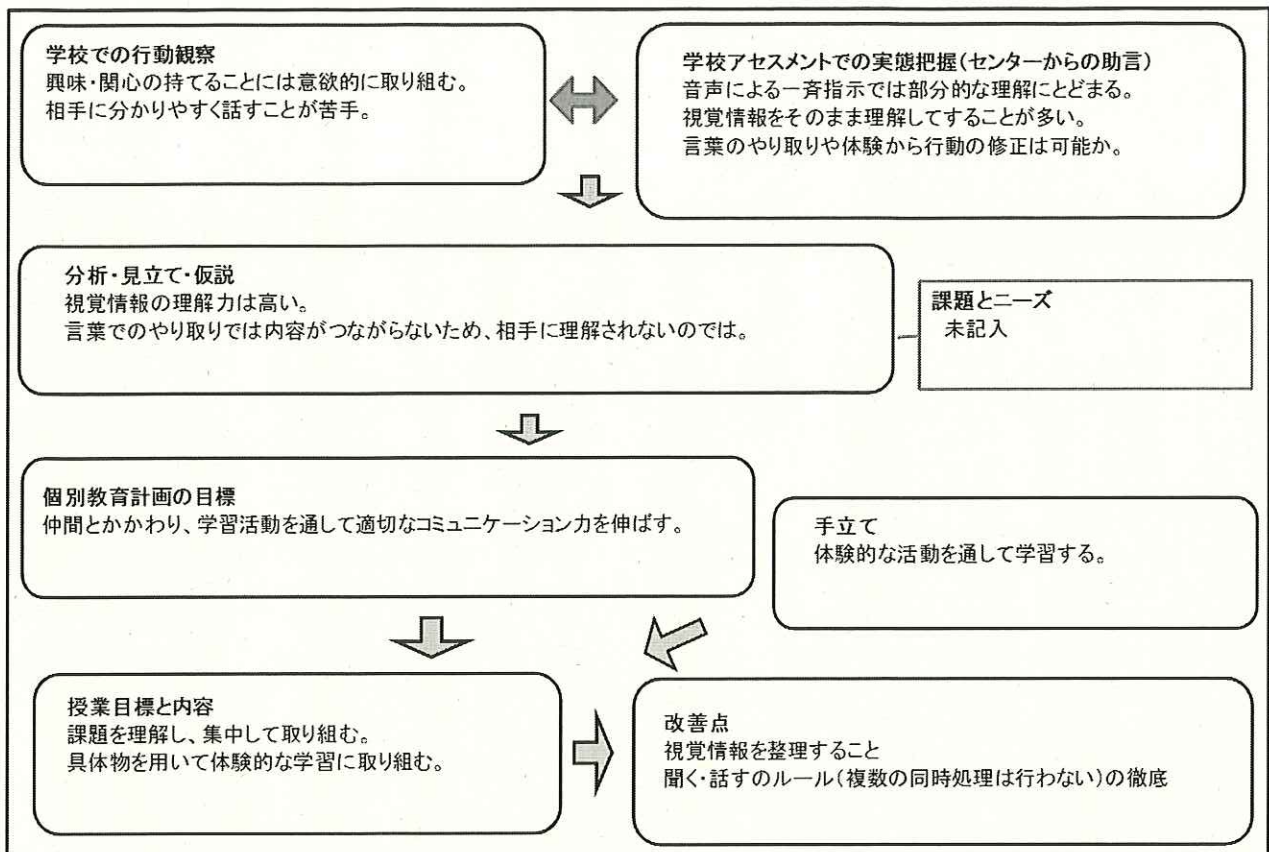 学校での行動観察
興味・関心の持てることには意欲的に取り組む。
相手に分かりやすく話すことが苦手。
学校アセスメントでの実態把握(センターからの助言)
音声による一斉指示では部分的な理解にとどまる。
視覚情報をそのまま理解してすることが多い。
言葉のやり取りや体験から行動の修正は可能か。
分析・見立て・仮説
視覚情報の理解力は高い。
言葉でのやり取りでは内容がつながらないため、相手に理解されないのでは。
課題とニーズ
未記入
個別教育計画の目標
仲間とかかわり、学習活動を通して適切なコミュニケーション力を伸ばす。
手立て
体験的な活動を通して学習する。
授業目標と内容
課題を理解し、集中して取り組む。
具体物を用いて体験的な学習に取り組む。
改善点
視覚情報を整理すること
聞く・話すのルール(複数の同時処理は行わない)の徹底